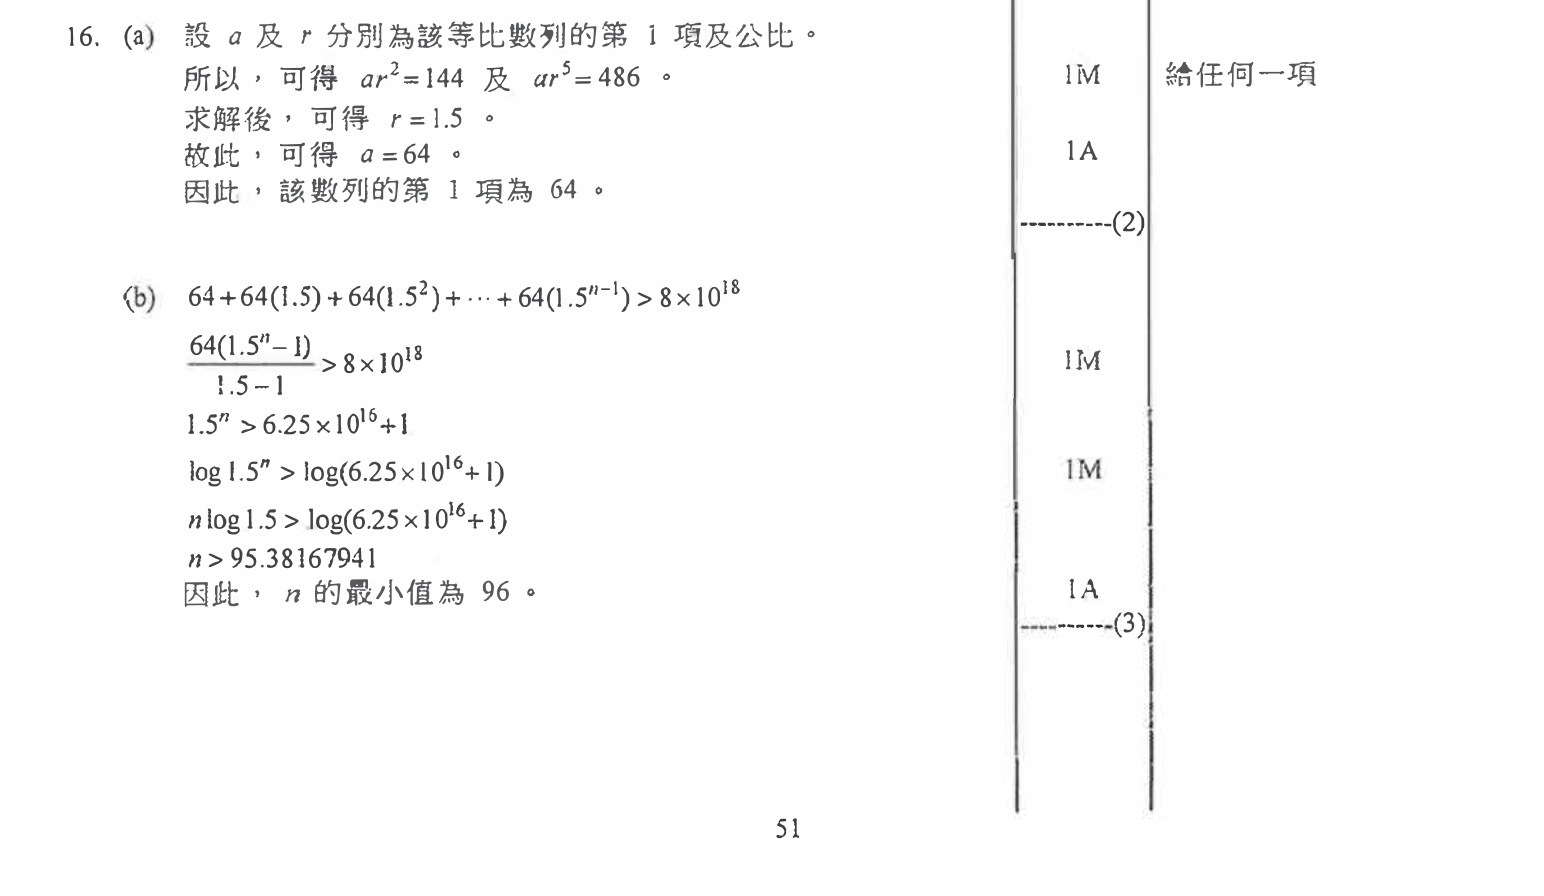 16. (a) 設 a 及 r 分別為該等比數列的第 1 項及公比。
所以，可得 ar²=144 及 ar⁵=486 。 1M 給任何一項
求解後，可得 r=1.5 。
故此，可得 a=64 。 1A
因此，該數列的第 1 項為 64 。
----------(2)
(b) 64+64(1.5)+64(1.5²)+⋯+64(1.5ⁿ⁻¹)>8×10¹⁸
64(1.5ⁿ−1)/(1.5−1) >8×10¹⁸ 1M
1.5ⁿ >6.25×10¹⁶+1
log 1.5ⁿ > log(6.25×10¹⁶+1) 1M
n log 1.5 > log(6.25×10¹⁶+1)
n > 95.38167941
因此， n 的最小值為 96 。 1A
----------(3)
51